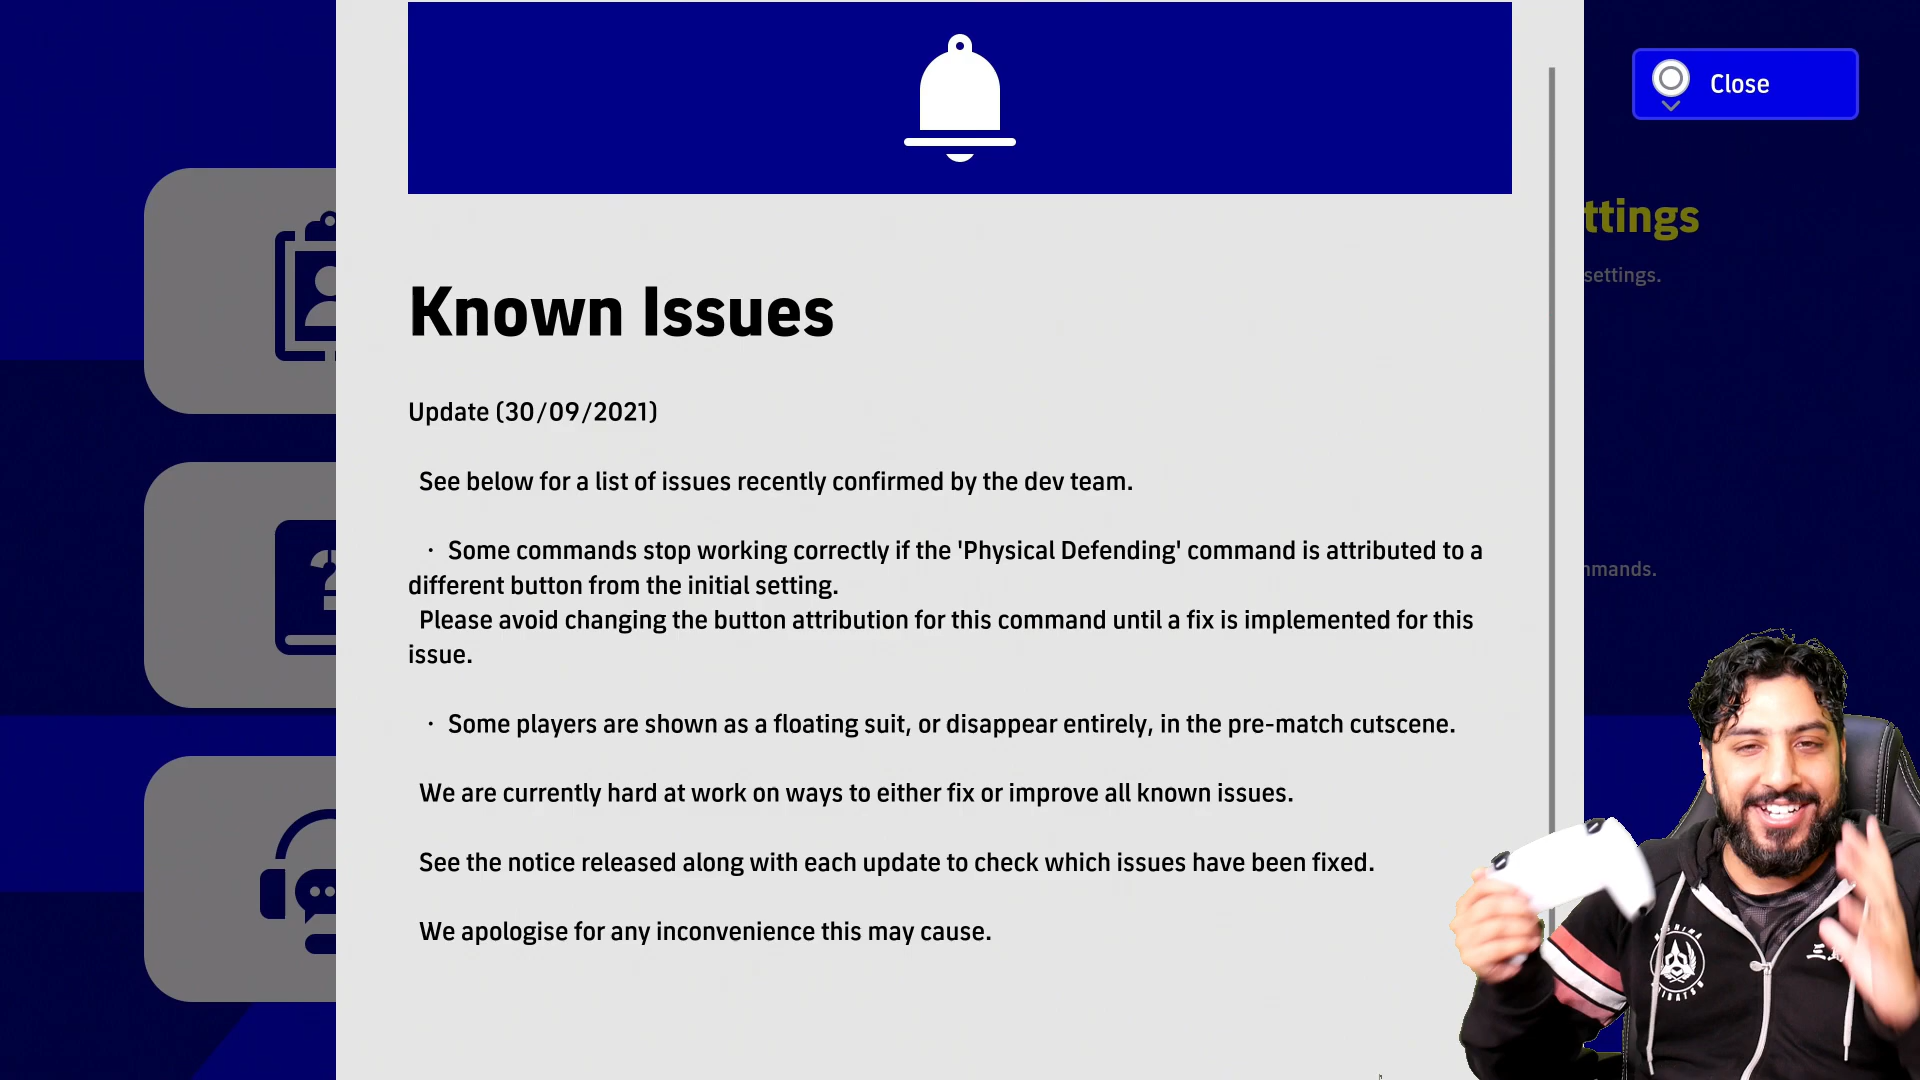 Close
ttings
settings.
Known Issues
Update (30/09/2021)
See below for a list of issues recently confirmed by the dev team.
· Some commands stop working correctly if the 'Physical Defending' command is attributed to a
different button from the initial setting.
Please avoid changing the button attribution for this command until a fix is implemented for this
issue.
mmands.
· Some players are shown as a floating suit, or disappear entirely, in the pre-match cutscene.
We are currently hard at work on ways to either fix or improve all known issues.
See the notice released along with each update to check which issues have been fixed.
We apologise for any inconvenience this may cause.